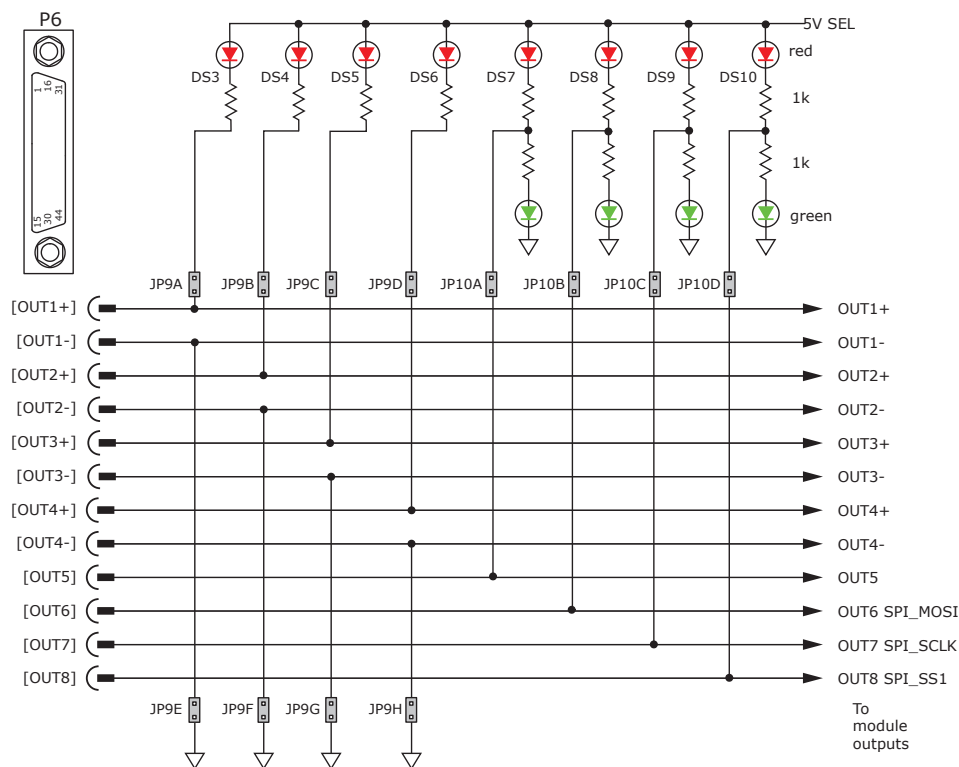 P6
5V SEL
red
DS3 DS4 DS5 DS6 DS7 DS8 DS9 DS10
1 16 31
1k
1k
15 30 44
green
JP9A JP9B JP9C JP9D JP10A JP10B JP10C JP10D
[OUT1+] OUT1+
[OUT1-] OUT1-
[OUT2+] OUT2+
[OUT2-] OUT2-
[OUT3+] OUT3+
[OUT3-] OUT3-
[OUT4+] OUT4+
[OUT4-] OUT4-
[OUT5] OUT5
[OUT6] OUT6 SPI_MOSI
[OUT7] OUT7 SPI_SCLK
[OUT8] OUT8 SPI_SS1
JP9E JP9F JP9G JP9H
To
module
outputs